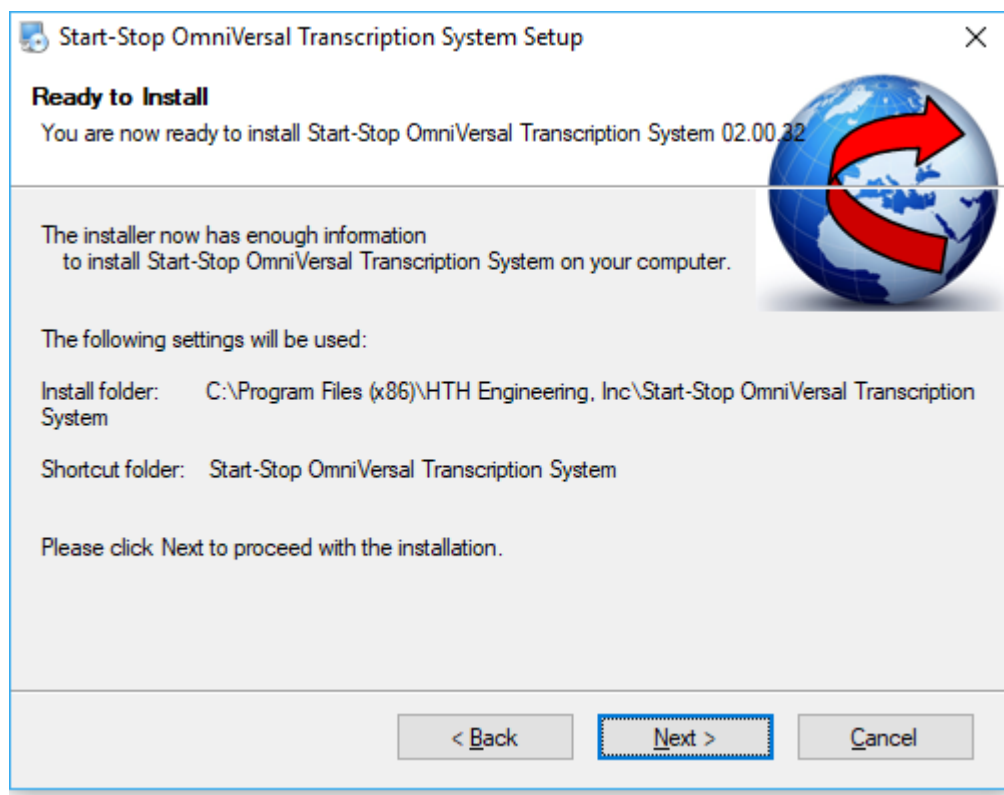 Start-Stop OmniVersal Transcription System Setup
Ready to Install
You are now ready to install Start-Stop OmniVersal Transcription System 02.00.32
The installer now has enough information
to install Start-Stop OmniVersal Transcription System on your computer.
The following settings will be used:
Install folder: C:\Program Files (x86)\HTH Engineering, Inc\Start-Stop OmniVersal Transcription
System
Shortcut folder: Start-Stop OmniVersal Transcription System
Please click Next to proceed with the installation.
< Back Next > Cancel